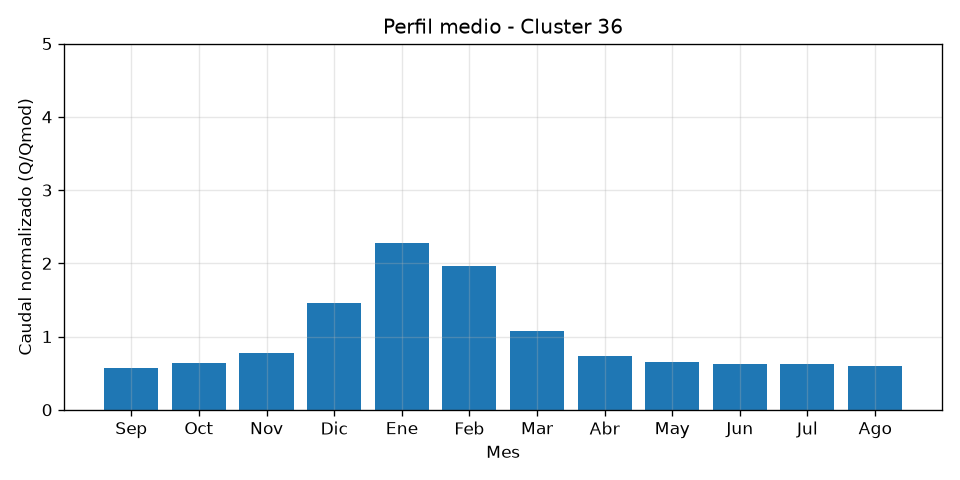 Perfil medio - Cluster 36
Caudal normalizado (Q/Qmod)
5
4
3
2
1
0
Sep Oct Nov Dic Ene Feb Mar Abr May Jun Jul Ago
Mes